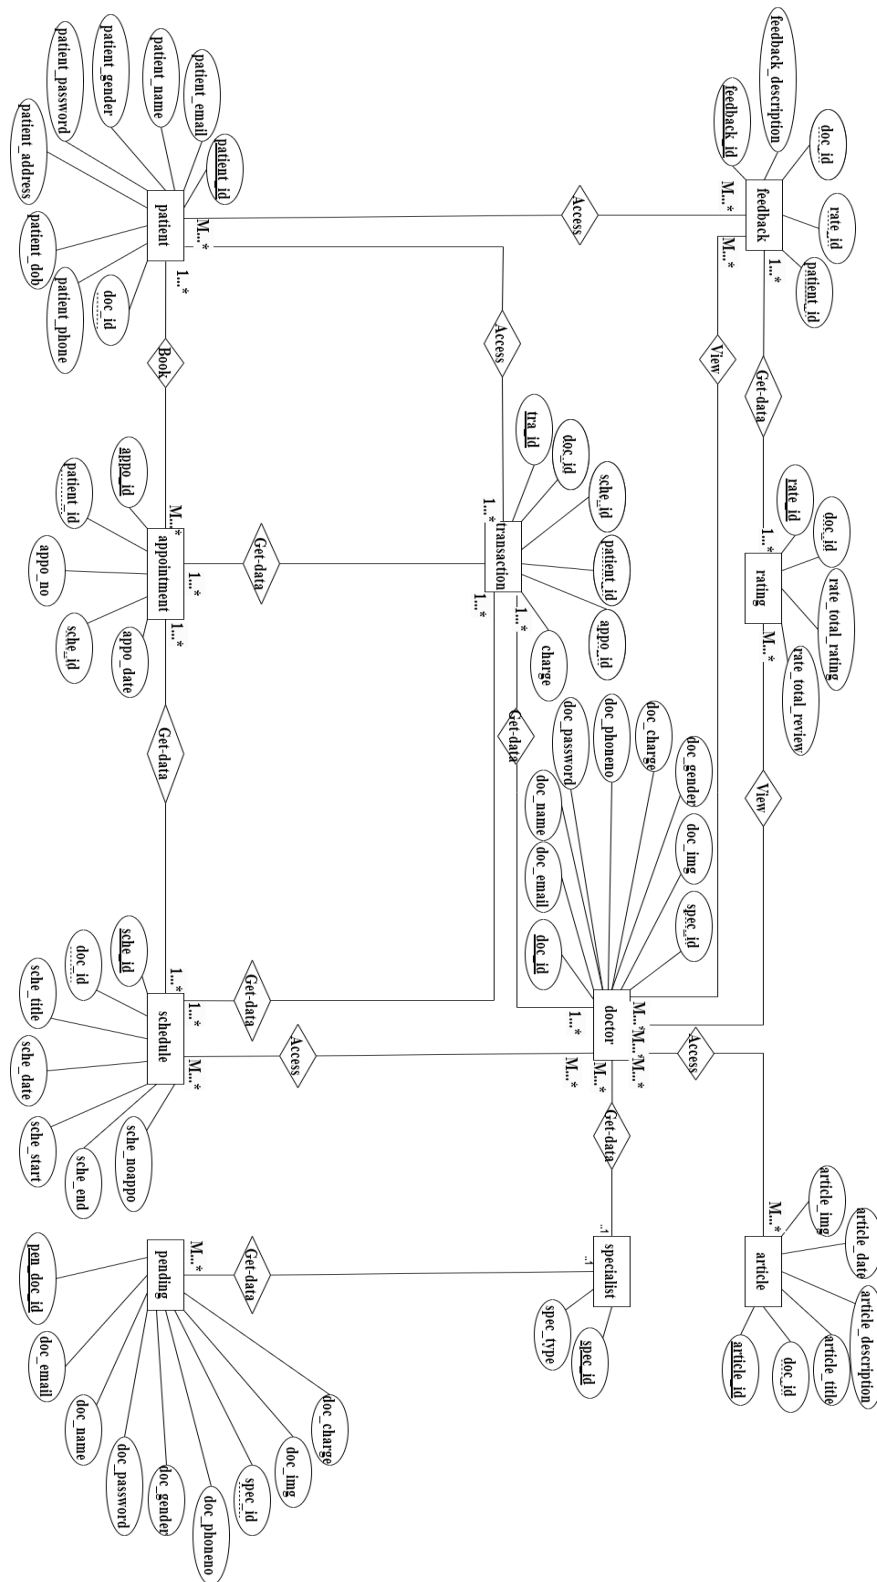 feedback_description
feedback_id
doc_id
rate_id
patient_id
feedback
M...*
M...*
1...*
Access
View
Get-data
rate_id
doc_id
rate_total_rating
rate_total_review
1...*
rating
M...*
View
patient_email
patient_name
patient_gender
patient_password
patient_address
patient_id
patient
M...*
1...*
patient_dob
patient_phone
doc_id
Book
Access
tra_id
doc_id
sche_id
patient_id
appo_id
charge
1...*
transaction
1...*
1...*
Get-data
appo_id
patient_id
appo_no
sche_id
appo_date
M...*
appointment
1...*
1...*
Get-data
Get-data
doc_password
doc_phoneno
doc_charge
doc_gender
doc_name
doc_img
doc_email
spec_id
doc_id
doctor
M...*
M...*
M...*
1...*
M...*
M...*
Access
Get-data
sche_id
doc_id
sche_title
sche_date
sche_start
sche_end
sche_noappo
1...*
schedule
1...*
M...*
Get-data
Access
article_img
article_date
article_description
article_title
doc_id
article_id
M...*
article
..1
specialist
..1
spec_type
spec_id
Get-data
M...*
pending
pen_doc_id
doc_email
doc_name
doc_password
doc_gender
doc_phoneno
spec_id
doc_img
doc_charge